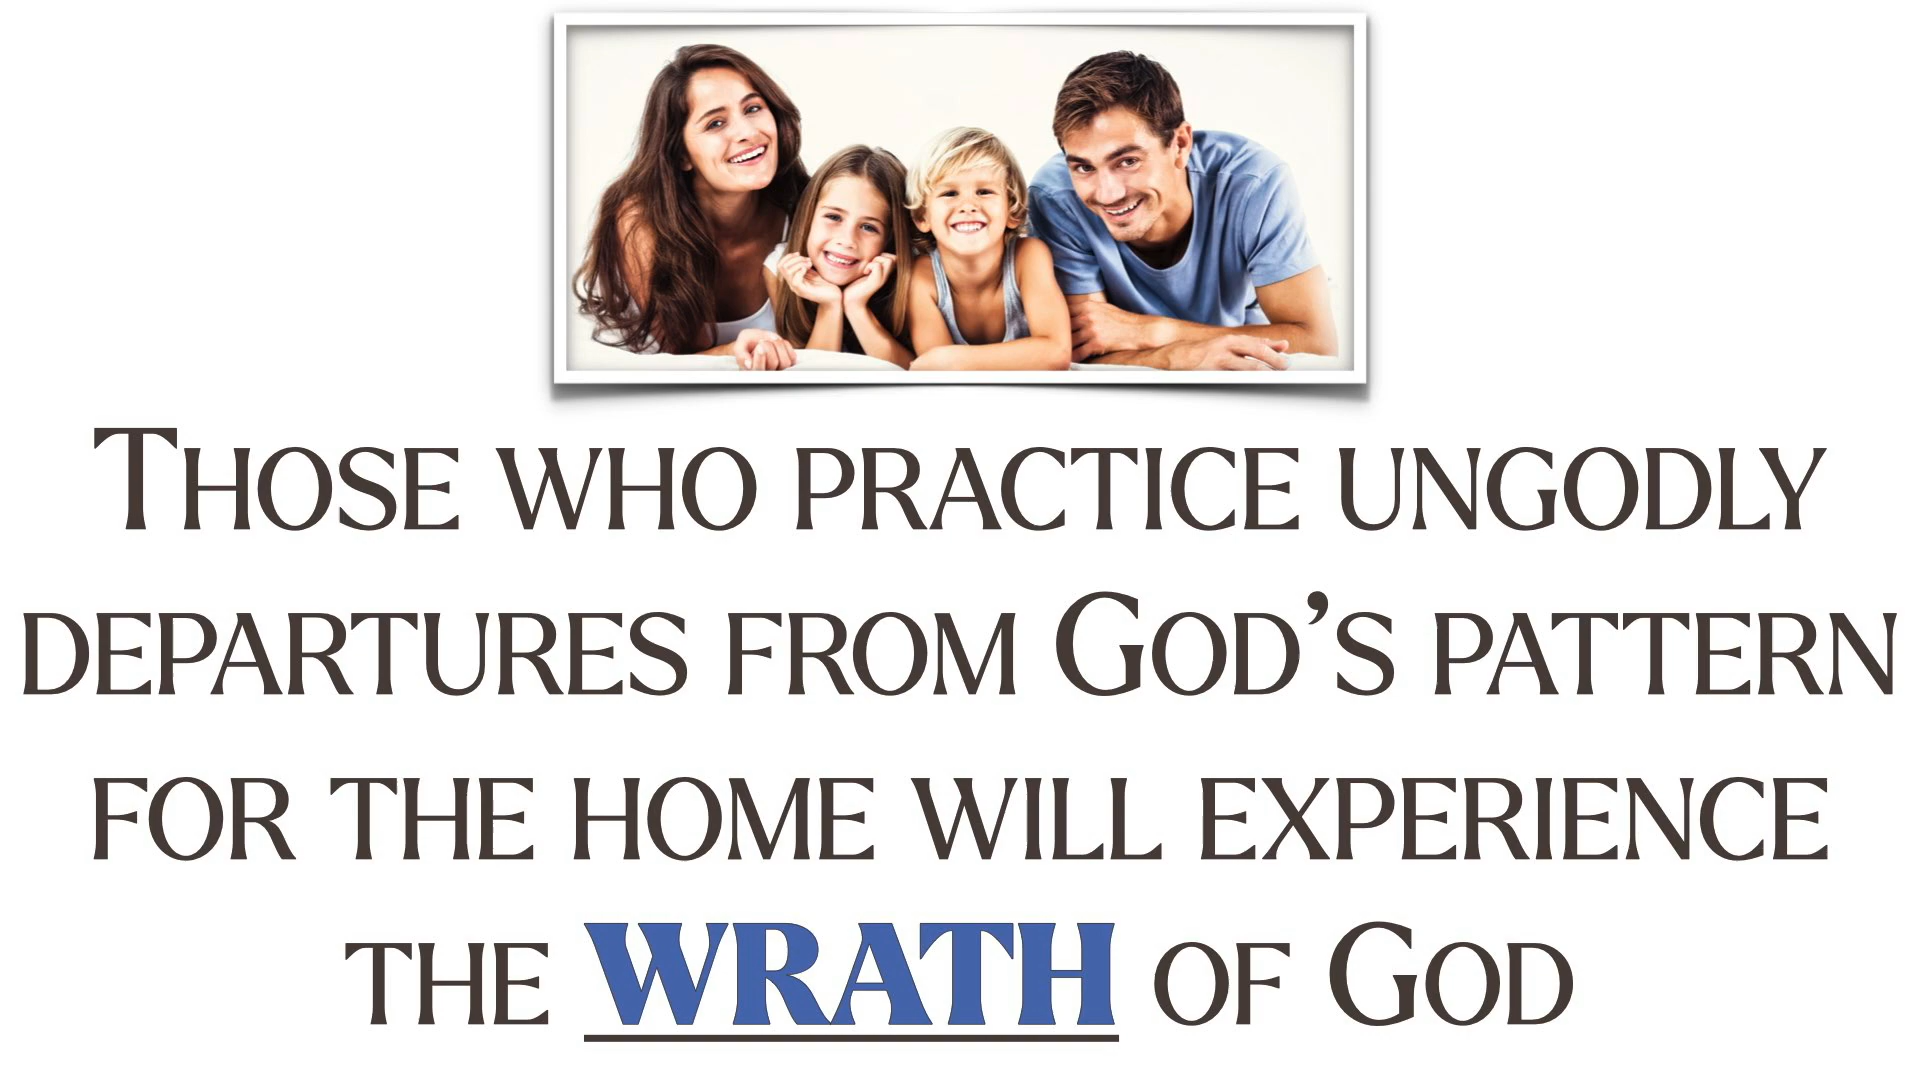 Those who practice ungodly
departures from God’s pattern
for the home will experience
the WRATH of God